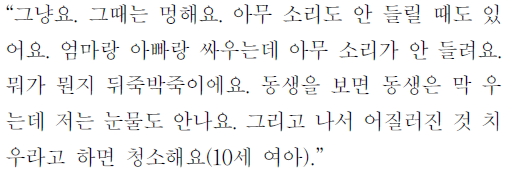 “그냥요. 그때는 멍해요. 아무 소리도 안 들릴 때도 있
어요. 엄마랑 아빠랑 싸우는데 아무 소리가 안 들려요.
뭐가 뭔지 뒤죽박죽이에요. 동생을 보면 동생은 막 우
는데 저는 눈물도 안나요. 그리고 나서 어질러진 것 치
우라고 하면 청소해요(10세 여아).”